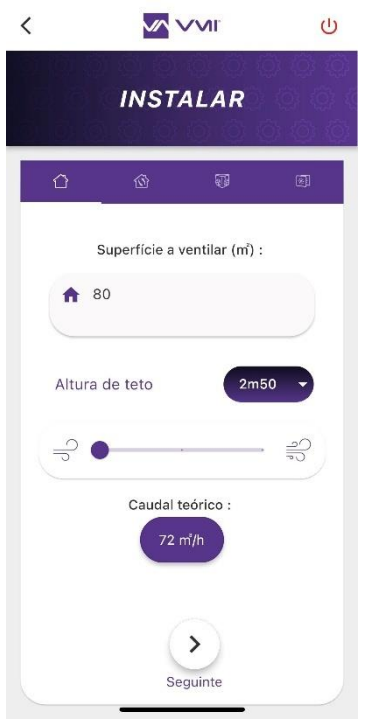 VMI
INSTALAR
Superfície a ventilar (m²) :
80
Altura de teto
2m50
Caudal teórico :
72 m³/h
Seguinte